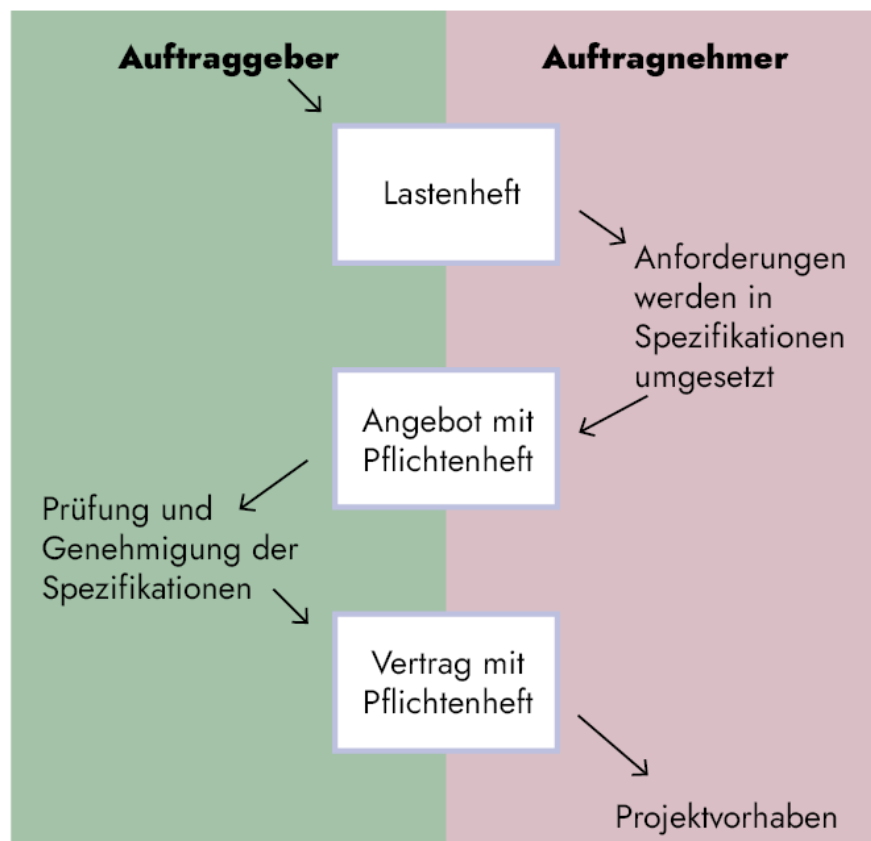 Auftraggeber
Auftragnehmer
Lastenheft
Anforderungen
werden in
Spezifikationen
umgesetzt
Angebot mit
Pflichtenheft
Prüfung und
Genehmigung der
Spezifikationen
Vertrag mit
Pflichtenheft
Projektvorhaben